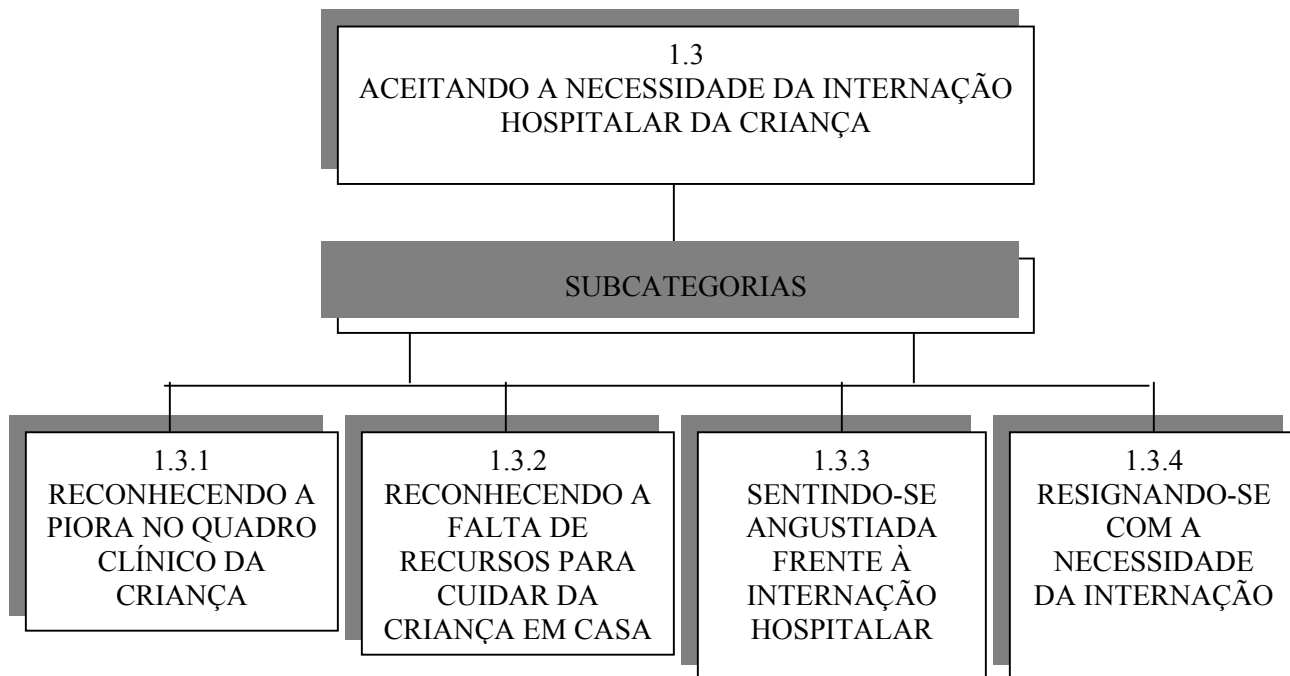 1.3
ACEITANDO A NECESSIDADE DA INTERNAÇÃO
HOSPITALAR DA CRIANÇA
SUBCATEGORIAS
1.3.1
RECONHECENDO A
PIORA NO QUADRO
CLÍNICO DA
CRIANÇA
1.3.2
RECONHECENDO A
FALTA DE
RECURSOS PARA
CUIDAR DA
CRIANÇA EM CASA
1.3.3
SENTINDO-SE
ANGUSTIADA
FRENTE À
INTERNAÇÃO
HOSPITALAR
1.3.4
RESIGNANDO-SE
COM A
NECESSIDADE
DA INTERNAÇÃO